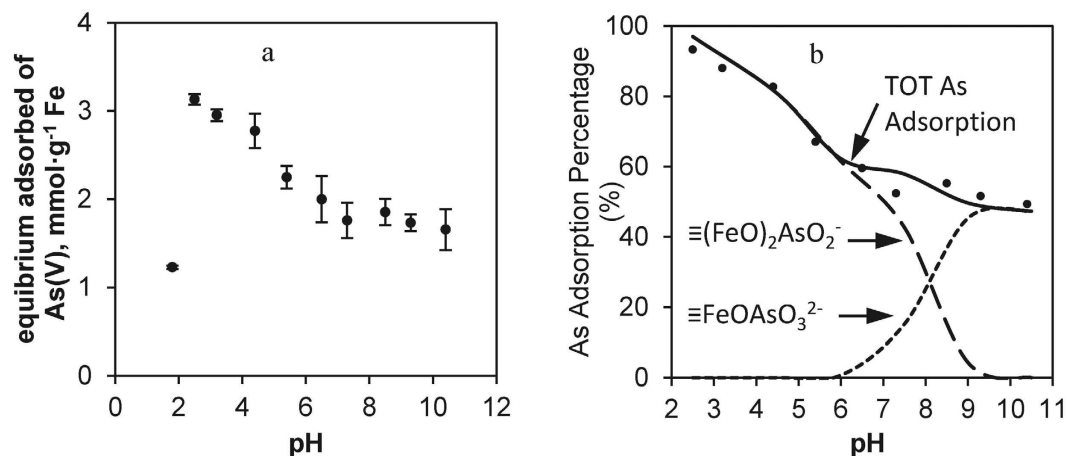 equibrium adsorbed of
As(V), mmol·g⁻¹ Fe
4
3
2
1
0
a
0 2 4 6 8 10 12
pH
As Adsorption Percentage
(%)
100
80
60
40
20
0
b
TOT As
Adsorption
≡(FeO)₂AsO₂⁻
≡FeOAsO₃²⁻
2 3 4 5 6 7 8 9 10 11
pH